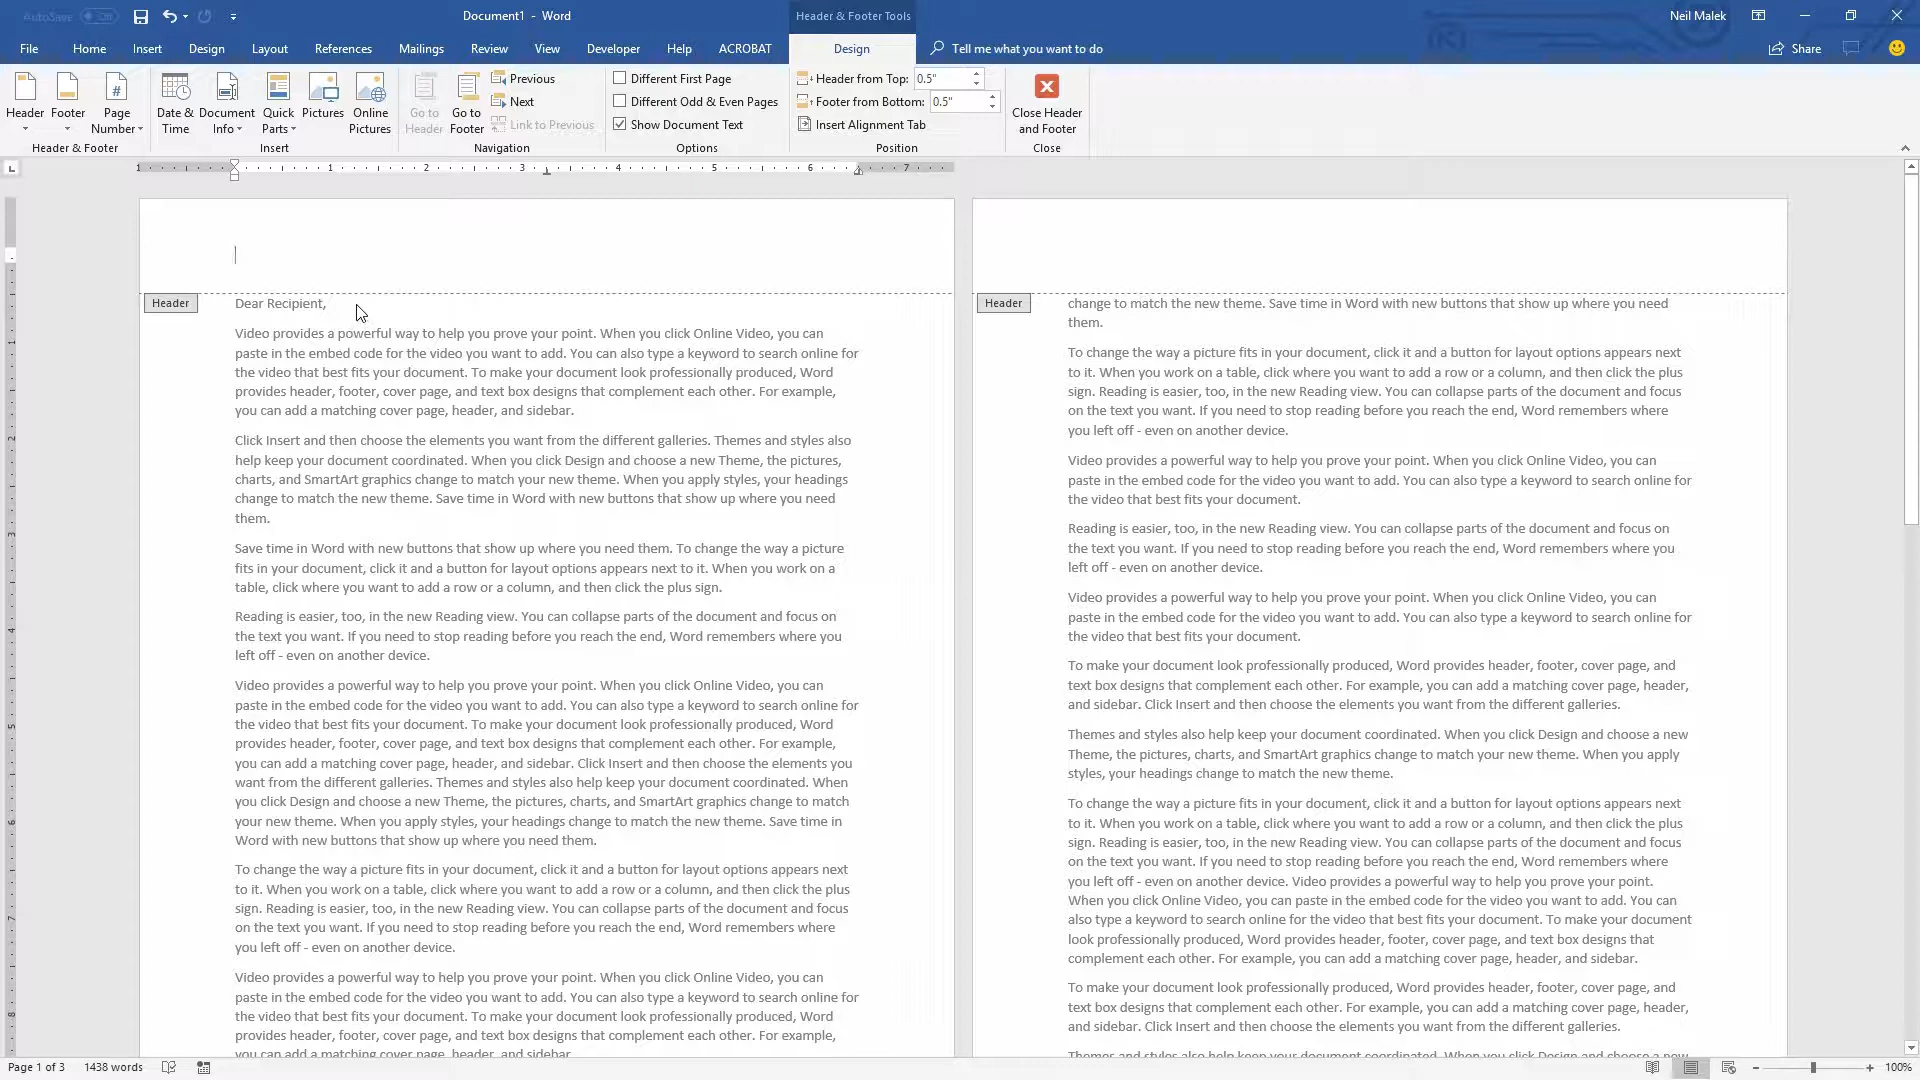 AutoSave Off
Document1 - Word
Header & Footer Tools
Neil Malek
File Home Insert Design Layout References Mailings Review View Developer Help ACROBAT Design Tell me what you want to do Share
Header
Footer
Page Number
Header & Footer
Date & Time
Document Info
Quick Parts
Pictures
Online Pictures
Insert
Go to Header
Go to Footer
Previous
Next
Link to Previous
Navigation
Different First Page
Different Odd & Even Pages
Show Document Text
Options
Header from Top: 0.5"
Footer from Bottom: 0.5"
Insert Alignment Tab
Position
Close Header and Footer
Close
1 1 2 3 4 5 6 7
Header
Dear Recipient,
Video provides a powerful way to help you prove your point. When you click Online Video, you can
paste in the embed code for the video you want to add. You can also type a keyword to search online for
the video that best fits your document. To make your document look professionally produced, Word
provides header, footer, cover page, and text box designs that complement each other. For example,
you can add a matching cover page, header, and sidebar.
Click Insert and then choose the elements you want from the different galleries. Themes and styles also
help keep your document coordinated. When you click Design and choose a new Theme, the pictures,
charts, and SmartArt graphics change to match your new theme. When you apply styles, your headings
change to match the new theme. Save time in Word with new buttons that show up where you need
them.
Save time in Word with new buttons that show up where you need them. To change the way a picture
fits in your document, click it and a button for layout options appears next to it. When you work on a
table, click where you want to add a row or a column, and then click the plus sign.
Reading is easier, too, in the new Reading view. You can collapse parts of the document and focus on
the text you want. If you need to stop reading before you reach the end, Word remembers where you
left off - even on another device.
Video provides a powerful way to help you prove your point. When you click Online Video, you can
paste in the embed code for the video you want to add. You can also type a keyword to search online for
the video that best fits your document. To make your document look professionally produced, Word
provides header, footer, cover page, and text box designs that complement each other. For example,
you can add a matching cover page, header, and sidebar. Click Insert and then choose the elements you
want from the different galleries. Themes and styles also help keep your document coordinated. When
you click Design and choose a new Theme, the pictures, charts, and SmartArt graphics change to match
your new theme. When you apply styles, your headings change to match the new theme. Save time in
Word with new buttons that show up where you need them.
To change the way a picture fits in your document, click it and a button for layout options appears next
to it. When you work on a table, click where you want to add a row or a column, and then click the plus
sign. Reading is easier, too, in the new Reading view. You can collapse parts of the document and focus
on the text you want. If you need to stop reading before you reach the end, Word remembers where
you left off - even on another device.
Video provides a powerful way to help you prove your point. When you click Online Video, you can
paste in the embed code for the video you want to add. You can also type a keyword to search online for
the video that best fits your document. To make your document look professionally produced, Word
provides header, footer, cover page, and text box designs that complement each other. For example,
you can add a matching cover page, header, and sidebar.
Header
change to match the new theme. Save time in Word with new buttons that show up where you need
them.
To change the way a picture fits in your document, click it and a button for layout options appears next
to it. When you work on a table, click where you want to add a row or a column, and then click the plus
sign. Reading is easier, too, in the new Reading view. You can collapse parts of the document and focus
on the text you want. If you need to stop reading before you reach the end, Word remembers where
you left off - even on another device.
Video provides a powerful way to help you prove your point. When you click Online Video, you can
paste in the embed code for the video you want to add. You can also type a keyword to search online for
the video that best fits your document.
Reading is easier, too, in the new Reading view. You can collapse parts of the document and focus on
the text you want. If you need to stop reading before you reach the end, Word remembers where you
left off - even on another device.
Video provides a powerful way to help you prove your point. When you click Online Video, you can
paste in the embed code for the video you want to add. You can also type a keyword to search online for
the video that best fits your document.
To make your document look professionally produced, Word provides header, footer, cover page, and
text box designs that complement each other. For example, you can add a matching cover page, header,
and sidebar. Click Insert and then choose the elements you want from the different galleries.
Themes and styles also help keep your document coordinated. When you click Design and choose a new
Theme, the pictures, charts, and SmartArt graphics change to match your new theme. When you apply
styles, your headings change to match the new theme.
To change the way a picture fits in your document, click it and a button for layout options appears next
to it. When you work on a table, click where you want to add a row or a column, and then click the plus
sign. Reading is easier, too, in the new Reading view. You can collapse parts of the document and focus
on the text you want. If you need to stop reading before you reach the end, Word remembers where
you left off - even on another device. Video provides a powerful way to help you prove your point.
When you click Online Video, you can paste in the embed code for the video you want to add. You can
also type a keyword to search online for the video that best fits your document. To make your document
look professionally produced, Word provides header, footer, cover page, and text box designs that
complement each other. For example, you can add a matching cover page, header, and sidebar.
To make your document look professionally produced, Word provides header, footer, cover page, and
text box designs that complement each other. For example, you can add a matching cover page, header,
and sidebar. Click Insert and then choose the elements you want from the different galleries.
Themes and styles also help keep your document coordinated. When you click Design and choose a new
1 2 3 4 5 6 7 8
Page 1 of 3 1438 words 100%